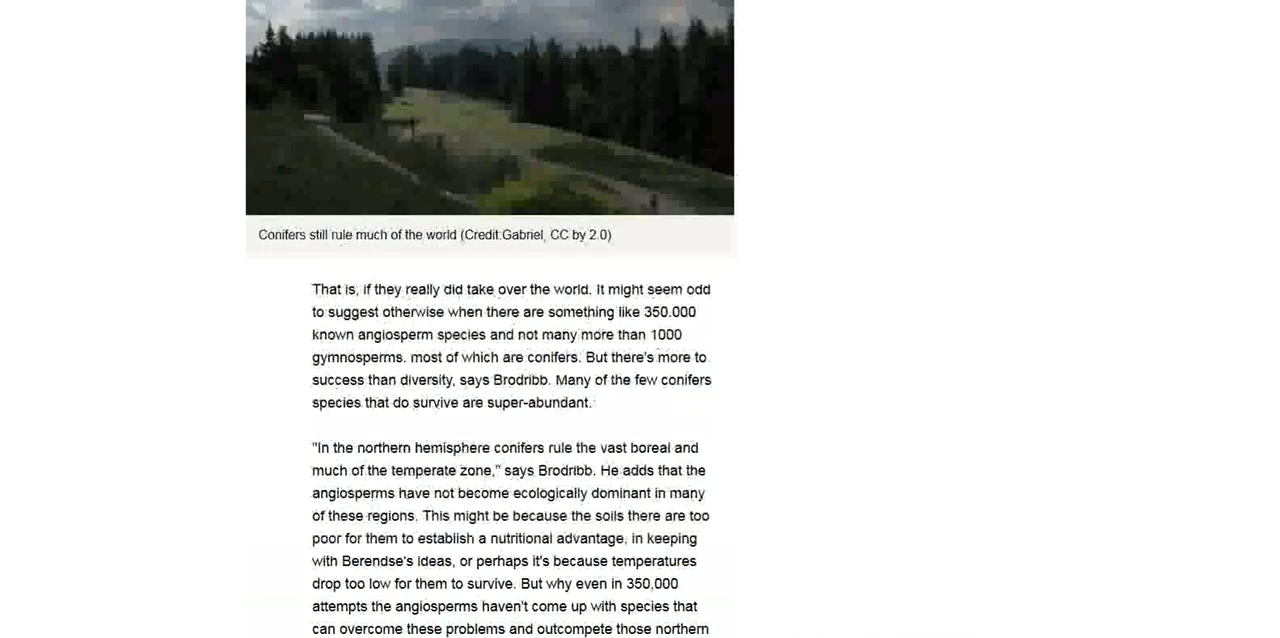 Conifers still rule much of the world (Credit:Gabriel, CC by 2.0)
That is, if they really did take over the world. It might seem odd
to suggest otherwise when there are something like 350.000
known angiosperm species and not many more than 1000
gymnosperms. most of which are conifers. But there's more to
success than diversity, says Brodribb. Many of the few conifers
species that do survive are super-abundant.
"In the northern hemisphere conifers rule the vast boreal and
much of the temperate zone," says Brodribb. He adds that the
angiosperms have not become ecologically dominant in many
of these regions. This might be because the soils there are too
poor for them to establish a nutritional advantage, in keeping
with Berendse's ideas, or perhaps it's because temperatures
drop too low for them to survive. But why even in 350,000
attempts the angiosperms haven't come up with species that
can overcome these problems and outcompete those northern